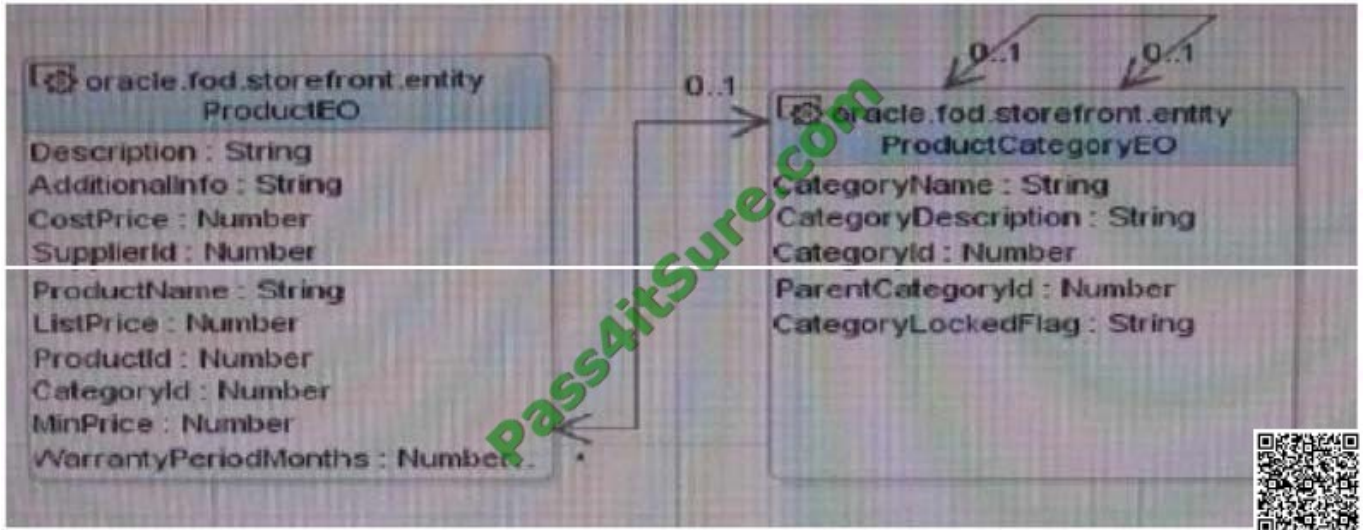 oracle.fod.storefront.entity
ProductEO
Description : String
AdditionalInfo : String
CostPrice : Number
SupplierId : Number
ProductName : String
ListPrice : Number
ProductId : Number
CategoryId : Number
MinPrice : Number
WarrantyPeriodMonths : Number..
*
0..1
0..1
0..1
oracle.fod.storefront.entity
ProductCategoryEO
CategoryName : String
CategoryDescription : String
CategoryId : Number
ParentCategoryId : Number
CategoryLockedFlag : String
Pass4itSure.com